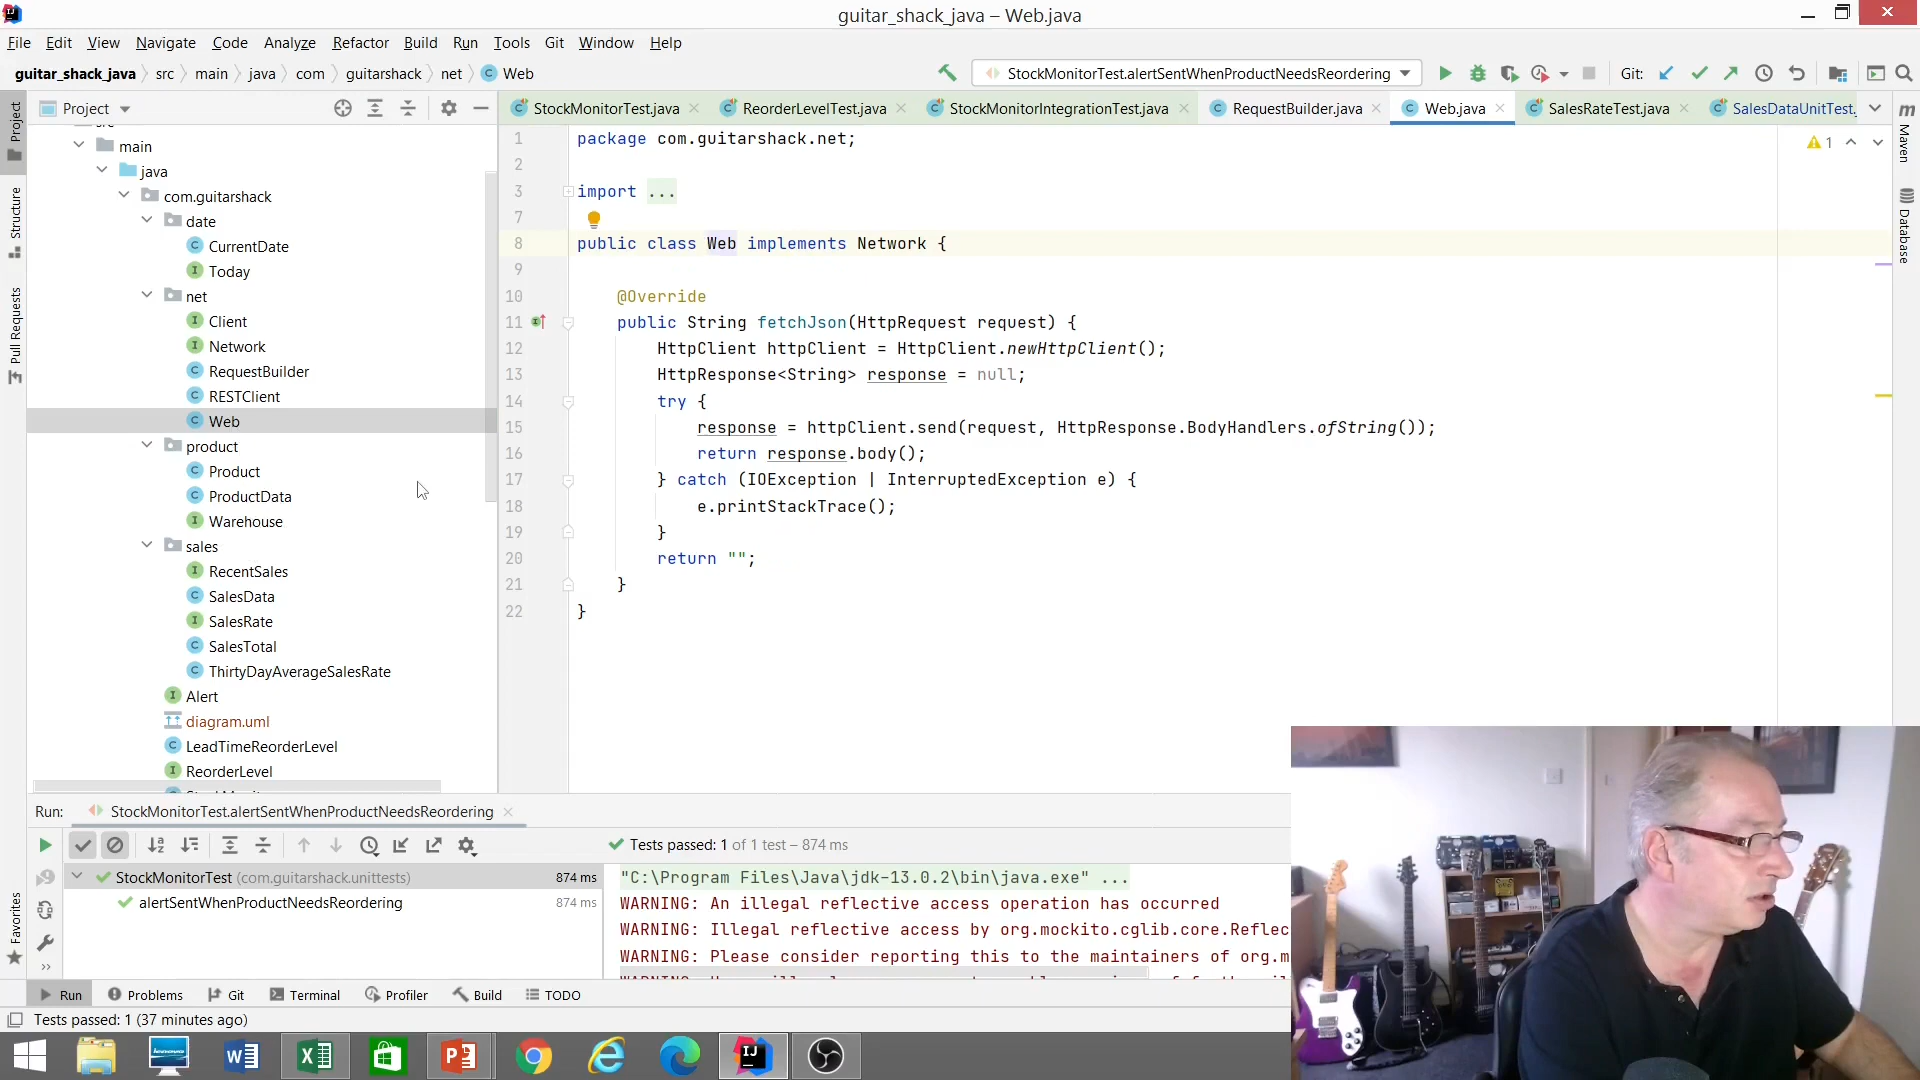 guitar_shack_java – Web.java
File Edit View Navigate Code Analyze Refactor Build Run Tools Git Window Help
guitar_shack_java src main java com guitarshack net Web
StockMonitorTest.alertSentWhenProductNeedsReordering
Git:
Project
StockMonitorTest.java
ReorderLevelTest.java
StockMonitorIntegrationTest.java
RequestBuilder.java
Web.java
SalesRateTest.java
SalesDataUnitTest.
Project
Structure
Pull Requests
Favorites
Maven
Database
main
java
com.guitarshack
date
CurrentDate
Today
net
Client
Network
RequestBuilder
RESTClient
Web
product
Product
ProductData
Warehouse
sales
RecentSales
SalesData
SalesRate
SalesTotal
ThirtyDayAverageSalesRate
Alert
diagram.uml
LeadTimeReorderLevel
ReorderLevel
1 package com.guitarshack.net;
2
3 import ...
7
8 public class Web implements Network {
9
10 @Override
11 public String fetchJson(HttpRequest request) {
12 HttpClient httpClient = HttpClient.newHttpClient();
13 HttpResponse<String> response = null;
14 try {
15 response = httpClient.send(request, HttpResponse.BodyHandlers.ofString());
16 return response.body();
17 } catch (IOException | InterruptedException e) {
18 e.printStackTrace();
19 }
20 return "";
21 }
22 }
1
Run: StockMonitorTest.alertSentWhenProductNeedsReordering
Tests passed: 1 of 1 test – 874 ms
StockMonitorTest (com.guitarshack.unittests) 874 ms
alertSentWhenProductNeedsReordering 874 ms
"C:\Program Files\Java\jdk-13.0.2\bin\java.exe" ...
WARNING: An illegal reflective access operation has occurred
WARNING: Illegal reflective access by org.mockito.cglib.core.Reflec
WARNING: Please consider reporting this to the maintainers of org.m
Run Problems Git Terminal Profiler Build TODO
Tests passed: 1 (37 minutes ago)